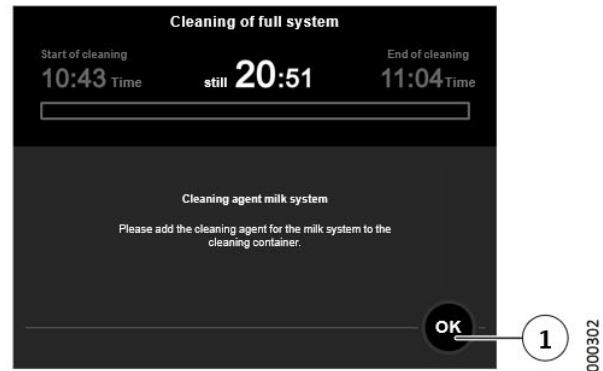 Cleaning of full system
Start of cleaning
End of cleaning
10:43 Time
still 20:51
11:04 Time
Cleaning agent milk system
Please add the cleaning agent for the milk system to the
cleaning container.
OK
1
000302